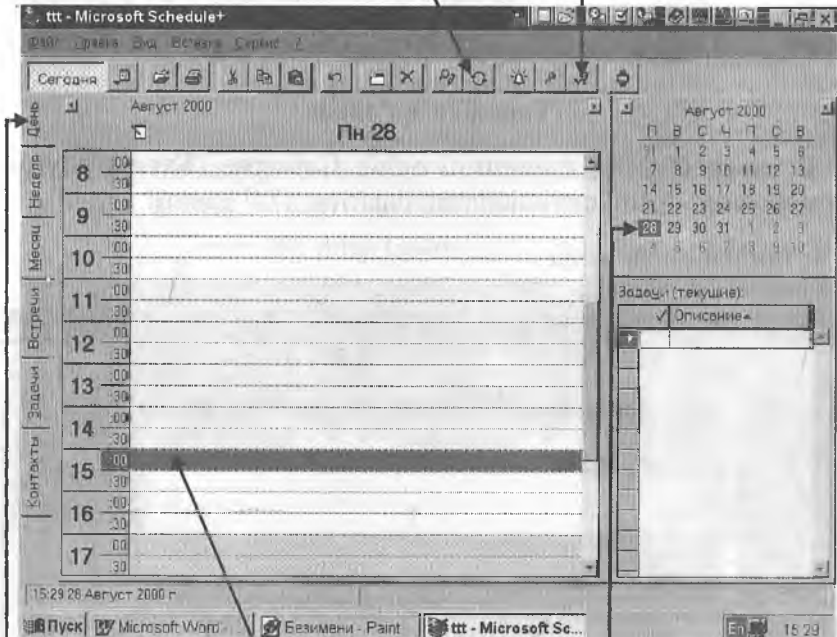 ttt - Microsoft Schedule+
Файл Правка Вид Вставка Сервис ?
Сегодня
Август 2000
Пн 28
День
Неделя
Месяц
Встречи
Задачи
Контакты
8 :00
:30
9 :00
:30
10 :00
:30
11 :00
:30
12 :00
:30
13 :00
:30
14 :00
:30
15 :00
:30
16 :00
:30
17 :00
:30
Август 2000
П В С Ч П С В
31 1 2 3 4 5 6
7 8 9 10 11 12 13
14 15 16 17 18 19 20
21 22 23 24 25 26 27
28 29 30 31 1 2 3
4 5 6 7 8 9 10
Задачи (текущие):
Описание
15:29 28 Август 2000 г.
Пуск Microsoft Word - Безимени - Paint ttt - Microsoft Sc... En 15:29